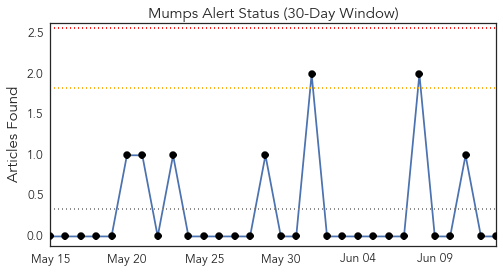 Mumps Alert Status (30-Day Window)
Articles Found
2.5
2.0
1.5
1.0
0.5
0.0
May 15
May 20
May 25
May 30
Jun 04
Jun 09